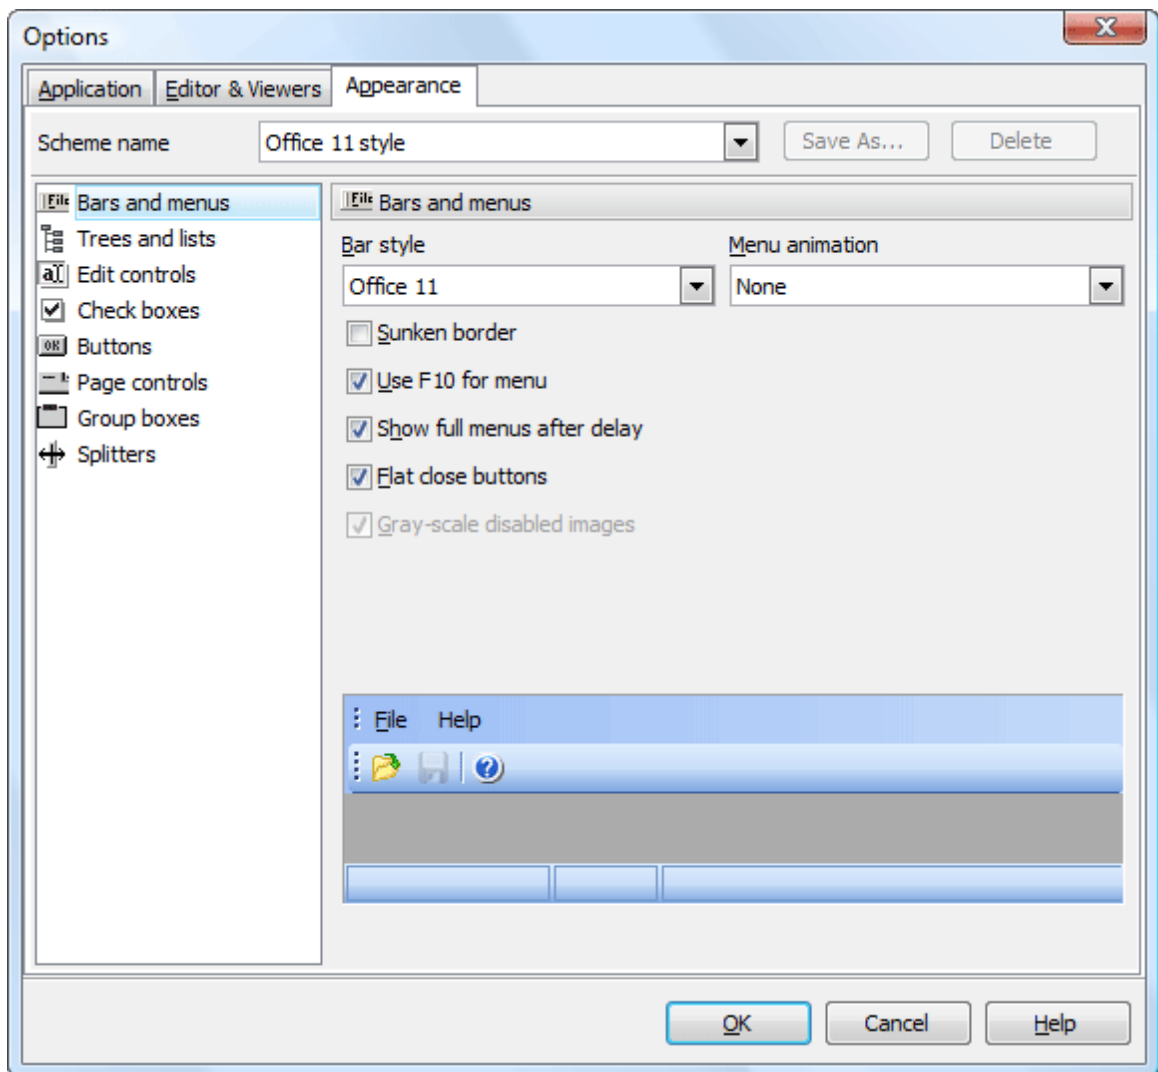 Options
Application Editor & Viewers Appearance
Scheme name Office 11 style Save As... Delete
Bars and menus
Trees and lists
Edit controls
Check boxes
Buttons
Page controls
Group boxes
Splitters
Bars and menus
Bar style Menu animation
Office 11 None
Sunken border
Use F10 for menu
Show full menus after delay
Flat close buttons
Gray-scale disabled images
File Help
OK Cancel Help